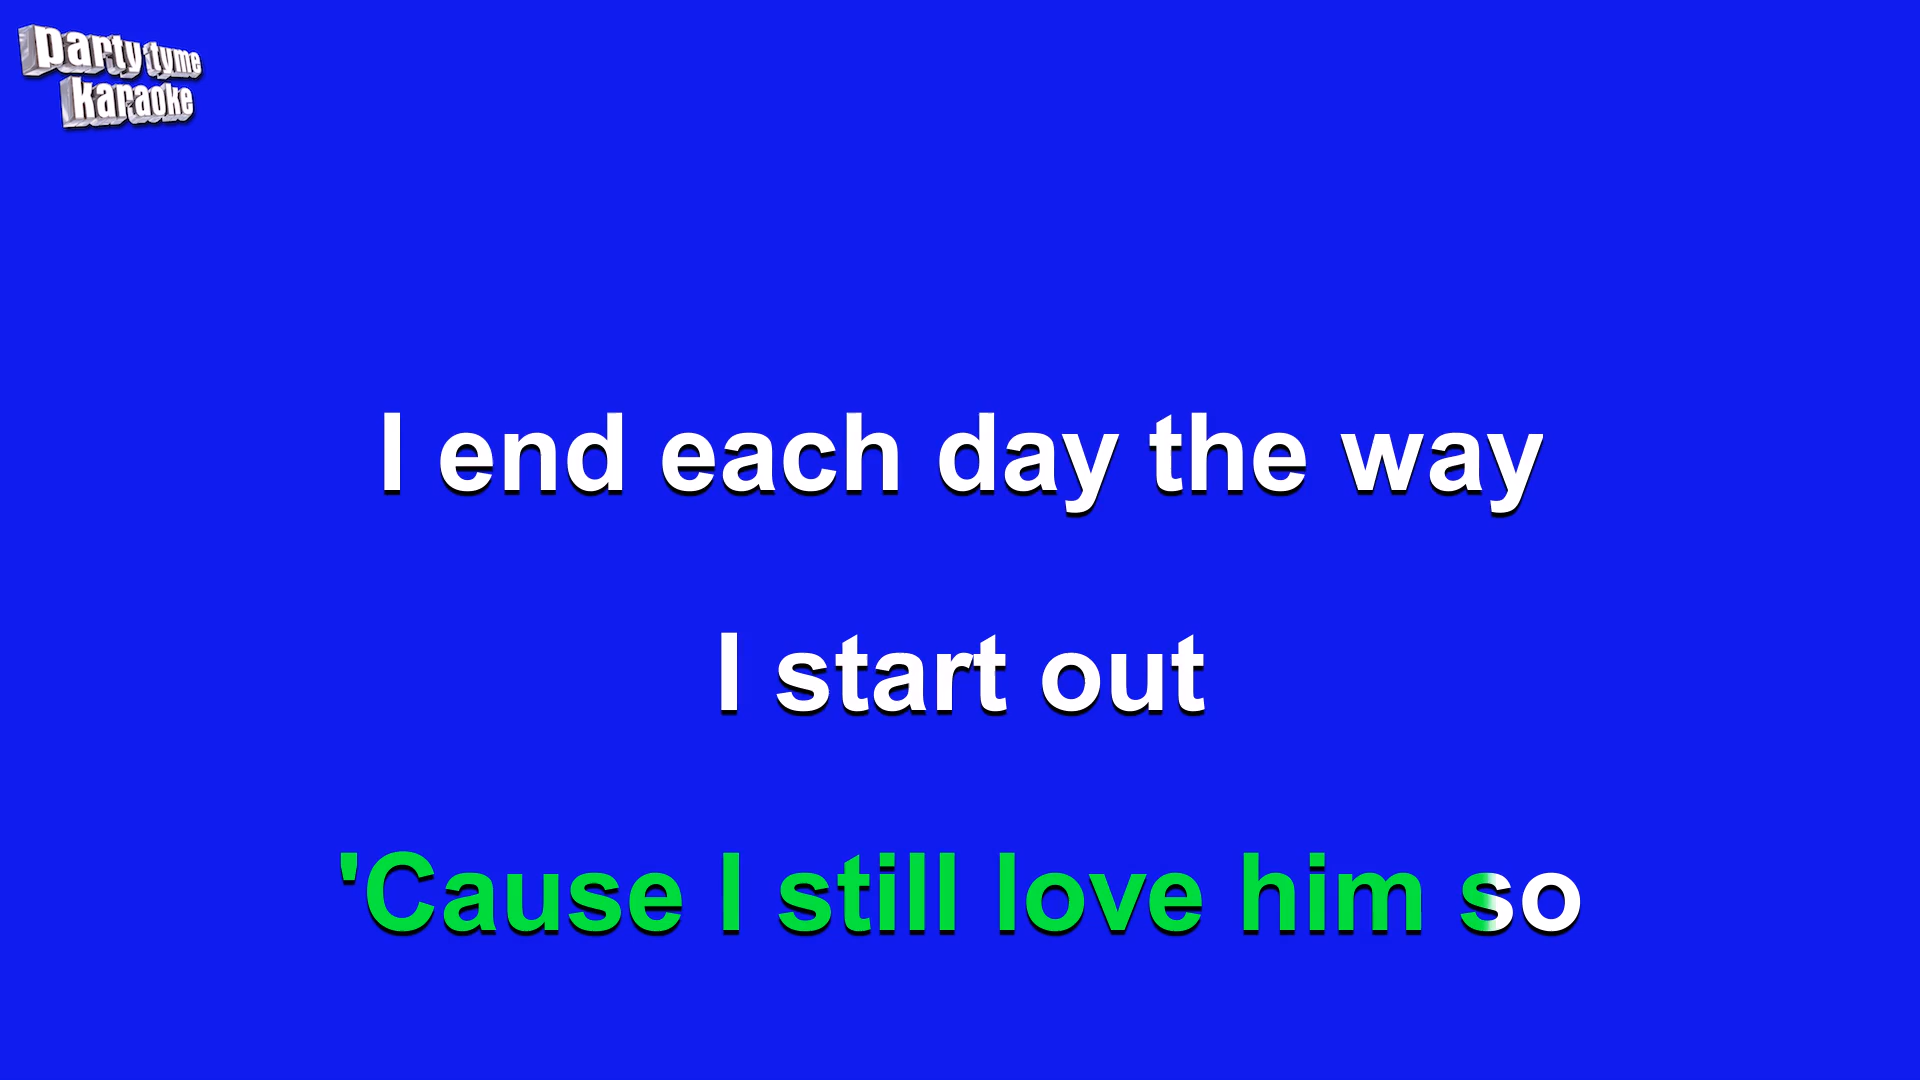 party tyme
karaoke
I end each day the way
I start out
'Cause I still love him so